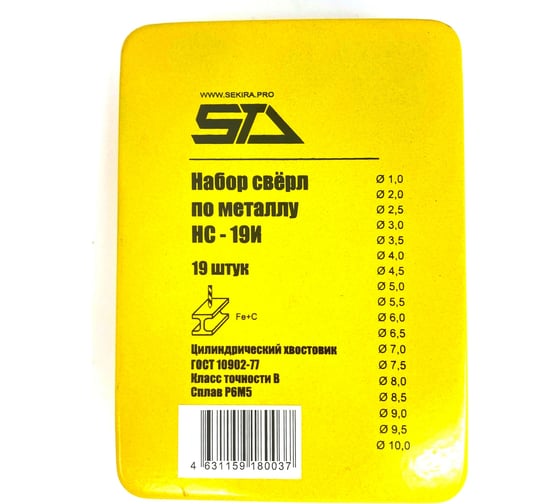 WWW.SEKIRA.PRO
STA
Набор свёрл
по металлу
НС - 19И
19 штук
Fe+C
Цилиндрический хвостовик
ГОСТ 10902-77
Класс точности В
Сплав Р6М5
4 631159 180037
Ø 1,0
Ø 2,0
Ø 2,5
Ø 3,0
Ø 3,5
Ø 4,0
Ø 4,5
Ø 5,0
Ø 5,5
Ø 6,0
Ø 6,5
Ø 7,0
Ø 7,5
Ø 8,0
Ø 8,5
Ø 9,0
Ø 9,5
Ø 10,0